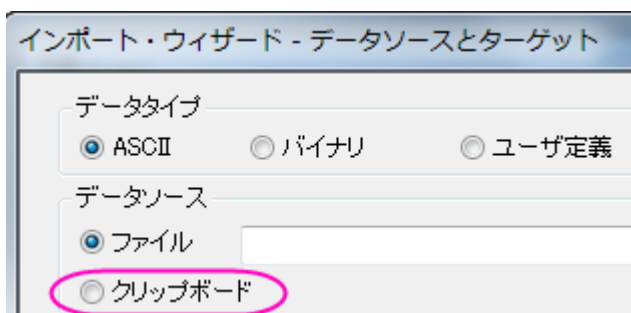 インポート・ウィザード - データソースとターゲット
データタイプ
ASCII バイナリ ユーザ定義
データソース
ファイル
クリップボード